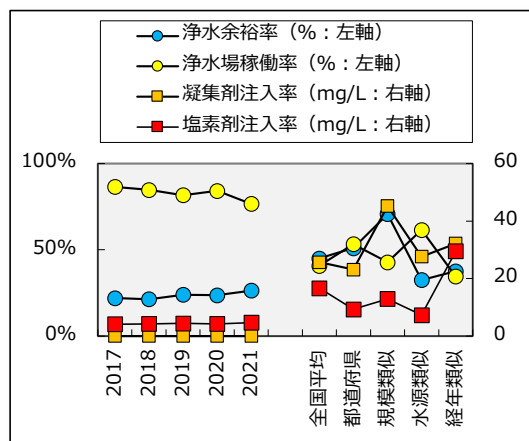 浄水余裕率（%：左軸）
浄水場稼働率（%：左軸）
凝集剤注入率（mg/L：右軸）
塩素剤注入率（mg/L：右軸）
100%
50%
0%
60
40
20
0
2017
2018
2019
2020
2021
全国平均
都道府県
規模類似
水源類似
経年類似